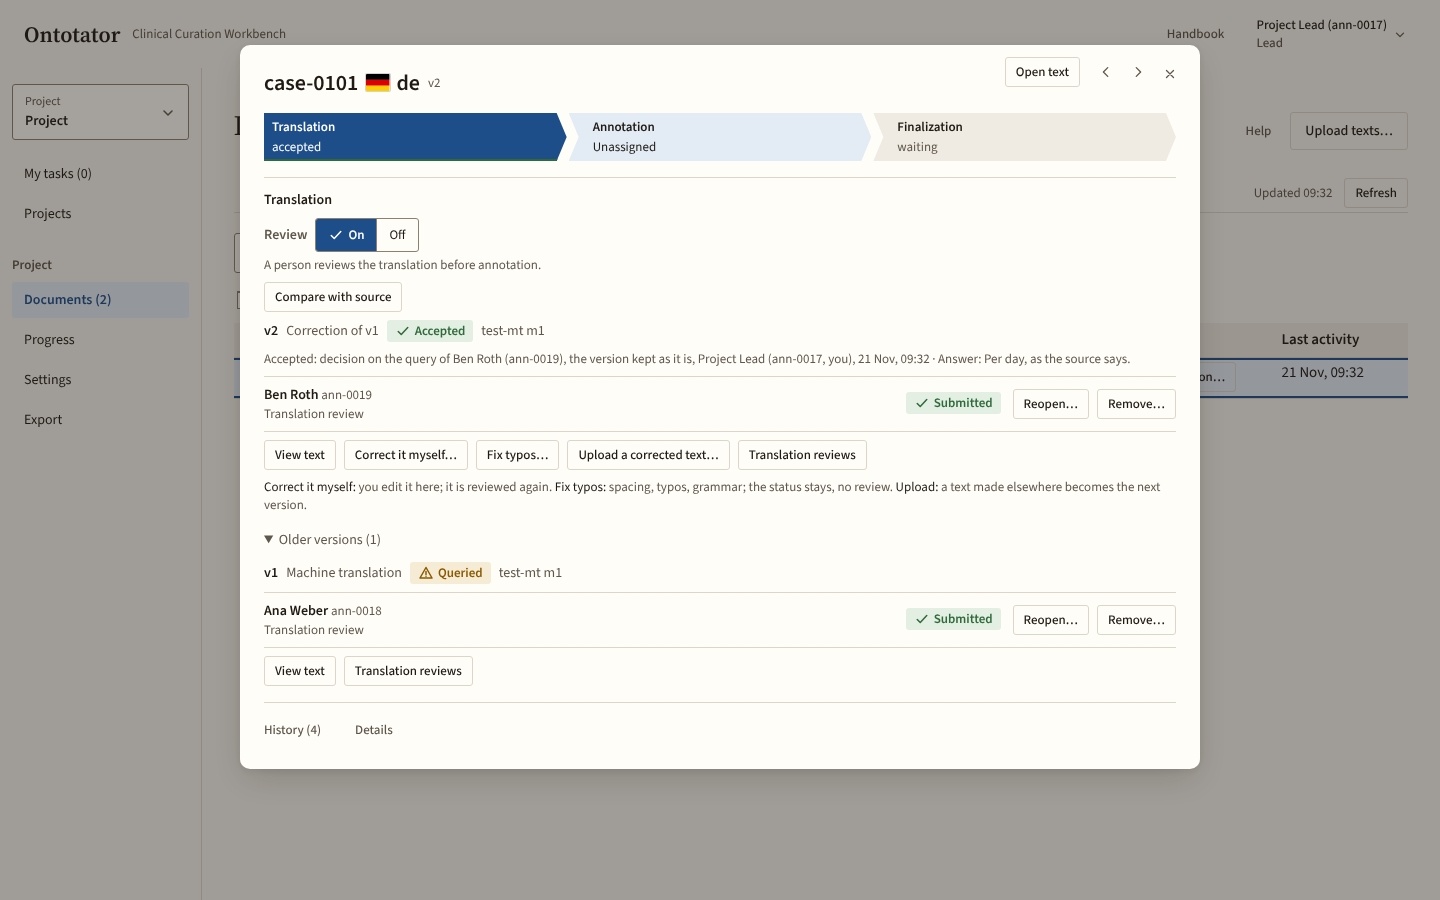 Ontotator
Clinical Curation Workbench
Handbook
Project Lead (ann-0017)
Lead
Project
Project
My tasks (0)
Projects
Project
Documents (2)
Progress
Settings
Export
Help
Upload texts…
Updated 09:32
Refresh
Last activity
on…
21 Nov, 09:32
case-0101 de v2
Open text
Translation
accepted
Annotation
Unassigned
Finalization
waiting
Translation
Review On Off
A person reviews the translation before annotation.
Compare with source
v2 Correction of v1 Accepted test-mt m1
Accepted: decision on the query of Ben Roth (ann-0019), the version kept as it is, Project Lead (ann-0017, you), 21 Nov, 09:32 · Answer: Per day, as the source says.
Ben Roth ann-0019
Translation review
Submitted Reopen… Remove…
View text Correct it myself… Fix typos… Upload a corrected text… Translation reviews
Correct it myself: you edit it here; it is reviewed again. Fix typos: spacing, typos, grammar; the status stays, no review. Upload: a text made elsewhere becomes the next
version.
Older versions (1)
v1 Machine translation Queried test-mt m1
Ana Weber ann-0018
Translation review
Submitted Reopen… Remove…
View text Translation reviews
History (4) Details